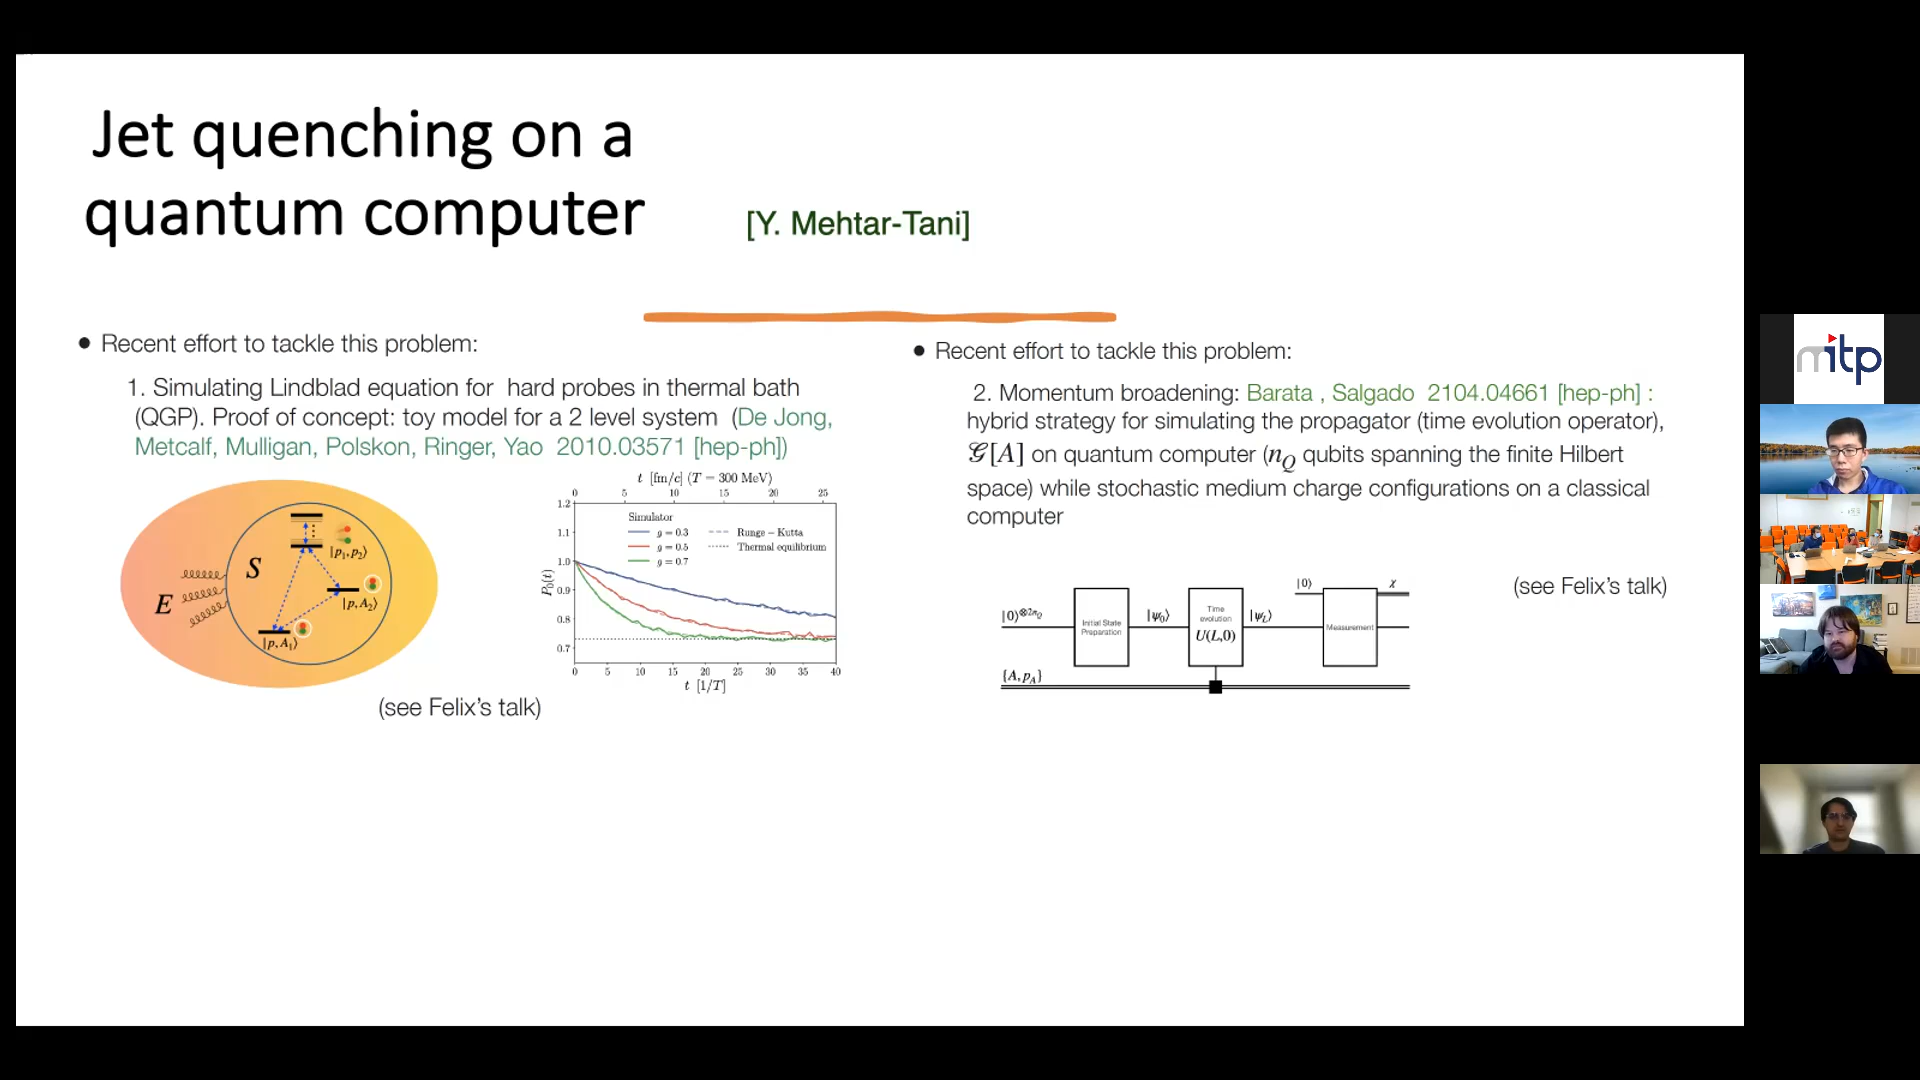 Jet quenching on a
quantum computer
[Y. Mehtar-Tani]
• Recent effort to tackle this problem:
1. Simulating Lindblad equation for hard probes in thermal bath
(QGP). Proof of concept: toy model for a 2 level system (De Jong,
Metcalf, Mulligan, Polskon, Ringer, Yao 2010.03571 [hep-ph])
E
S
|p₁,p₂⟩
|p,A₂⟩
|p,A₁⟩
(see Felix's talk)
t [fm/c] (T = 300 MeV)
0 5 10 15 20 25
1.2
1.1
1.0
0.9
0.8
0.7
P₀(t)
Simulator
g = 0.3
g = 0.5
g = 0.7
Runge − Kutta
Thermal equilibrium
0 5 10 15 20 25 30 35 40
t [1/T]
• Recent effort to tackle this problem:
2. Momentum broadening: Barata , Salgado 2104.04661 [hep-ph] :
hybrid strategy for simulating the propagator (time evolution operator),
𝒢[A] on quantum computer (n_Q qubits spanning the finite Hilbert
space) while stochastic medium charge configurations on a classical
computer
(see Felix's talk)
|0⟩^⊗2n_Q
Initial State
Preparation
|ψ₀⟩
Time
evolution
U(L,0)
|ψ_L⟩
|0⟩
Measurement
χ
{A, p_A}
mitp